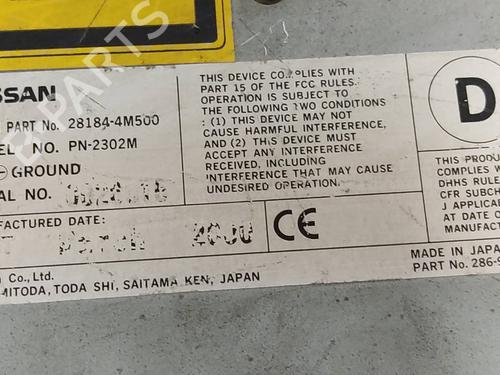 SSAN
PART No. 28184-4M500
EL NO. PN-2302M
GROUND
AL NO.
FACTURED DATE:
2000
) Co., Ltd.
MITODA, TODA SHI, SAITAMA KEN, JAPAN
THIS DEVICE COMPLIES WITH
PART 15 OF THE FCC RULES.
OPERATION IS SUBJECT TO THE
FOLLOWING TWO CONDITIONS
: (1) THIS DEVICE MAY NOT
CAUSE HARMFUL INTERFERENCE,
AND (2) THIS DEVICE MUST
ACCEPT ANY INTERFERENCE
RECEIVED, INCLUDING
INTERFERENCE THAT MAY CAUSE
UNDESIRED OPERATION.
CE
D
THIS PRODU
COMPLIES W
DHHS RULE
CFR SUBCH
J APPLICAB
AT DATE O
MANUFACT
MADE IN JAPA
PART No. 286-9
B-PARTS